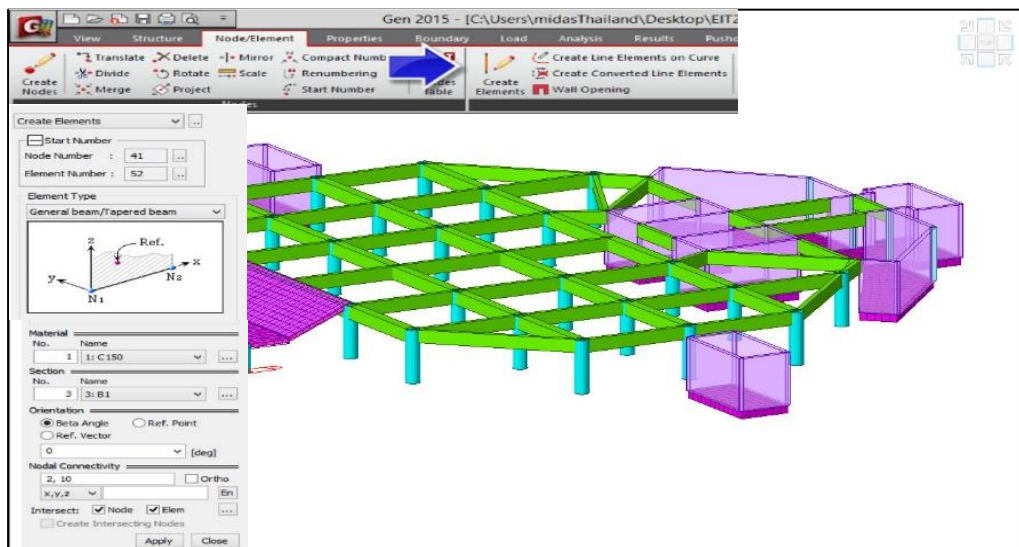 Gen 2015 - [C:\Users\midasThailand\Desktop\EIT2
View Structure Node/Element Properties Boundary Load Analysis Results Pusho
Translate Delete Mirror Compact Numb
Create Line Elements on Curve
Divide Rotate Scale Renumbering
Create Converted Line Elements
Merge Project Start Number
Wall Opening
Create Nodes
Table
Create Elements
Nodes
Create Elements
Start Number
Node Number : 41
Element Number : 52
Element Type
General beam/Tapered beam
z Ref. x
y N1 N2
Material
No. Name
1 1: C150
Section
No. Name
3 3: B1
Orientation
Beta Angle Ref. Point
Ref. Vector
0 [deg]
Nodal Connectivity
2, 10 Ortho
x,y,z En
Intersect: Node Elem
Create Intersecting Nodes
Apply Close